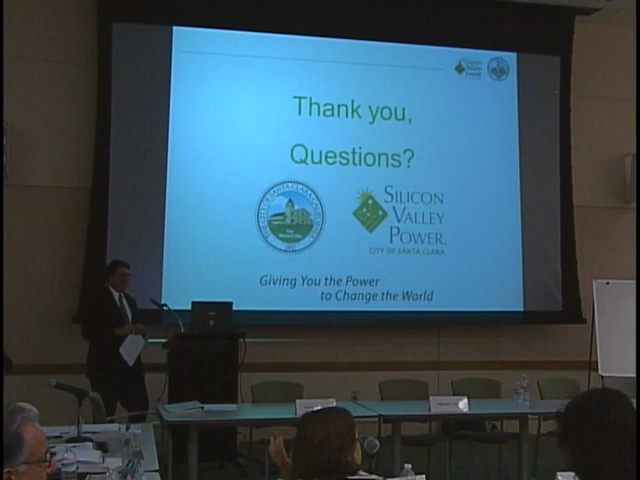 Thank you,
Questions?
SILICON
VALLEY
POWER
CITY OF SANTA CLARA
Giving You the Power
to Change the World